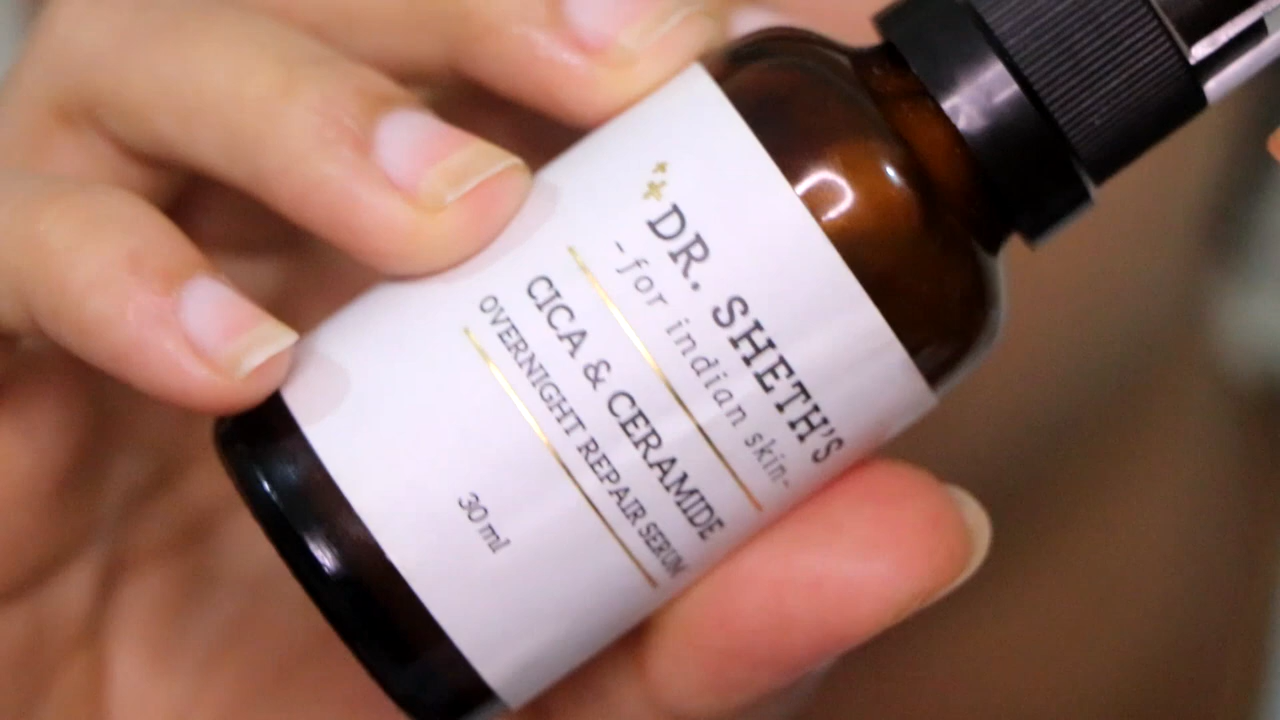 DR. SHETH'S
-for indian skin-
CICA & CERAMIDE
OVERNIGHT REPAIR SERUM
30 ml